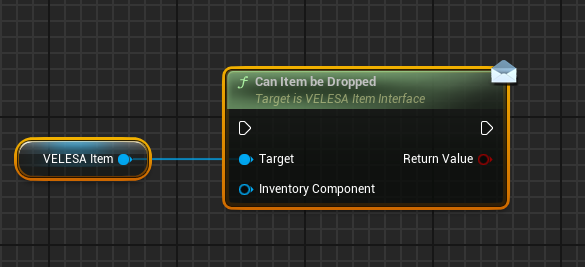 Can Item be Dropped
Target is VELESA Item Interface
VELESA Item
Target
Return Value
Inventory Component